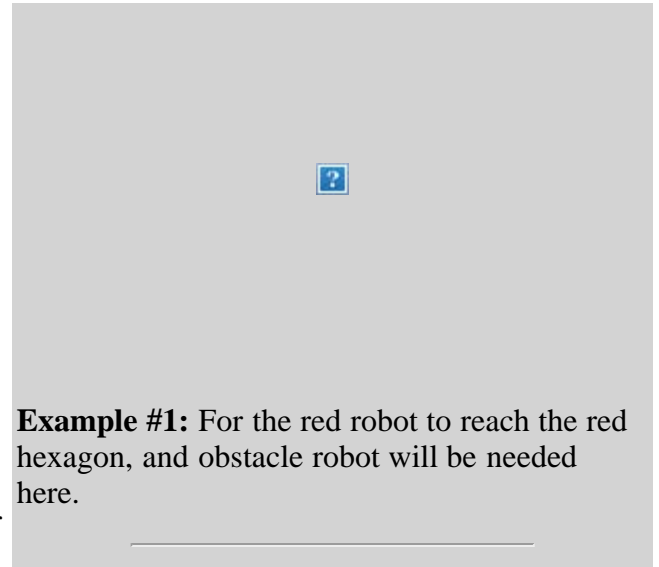 ?
Example #1: For the red robot to reach the red
hexagon, and obstacle robot will be needed
here.
.